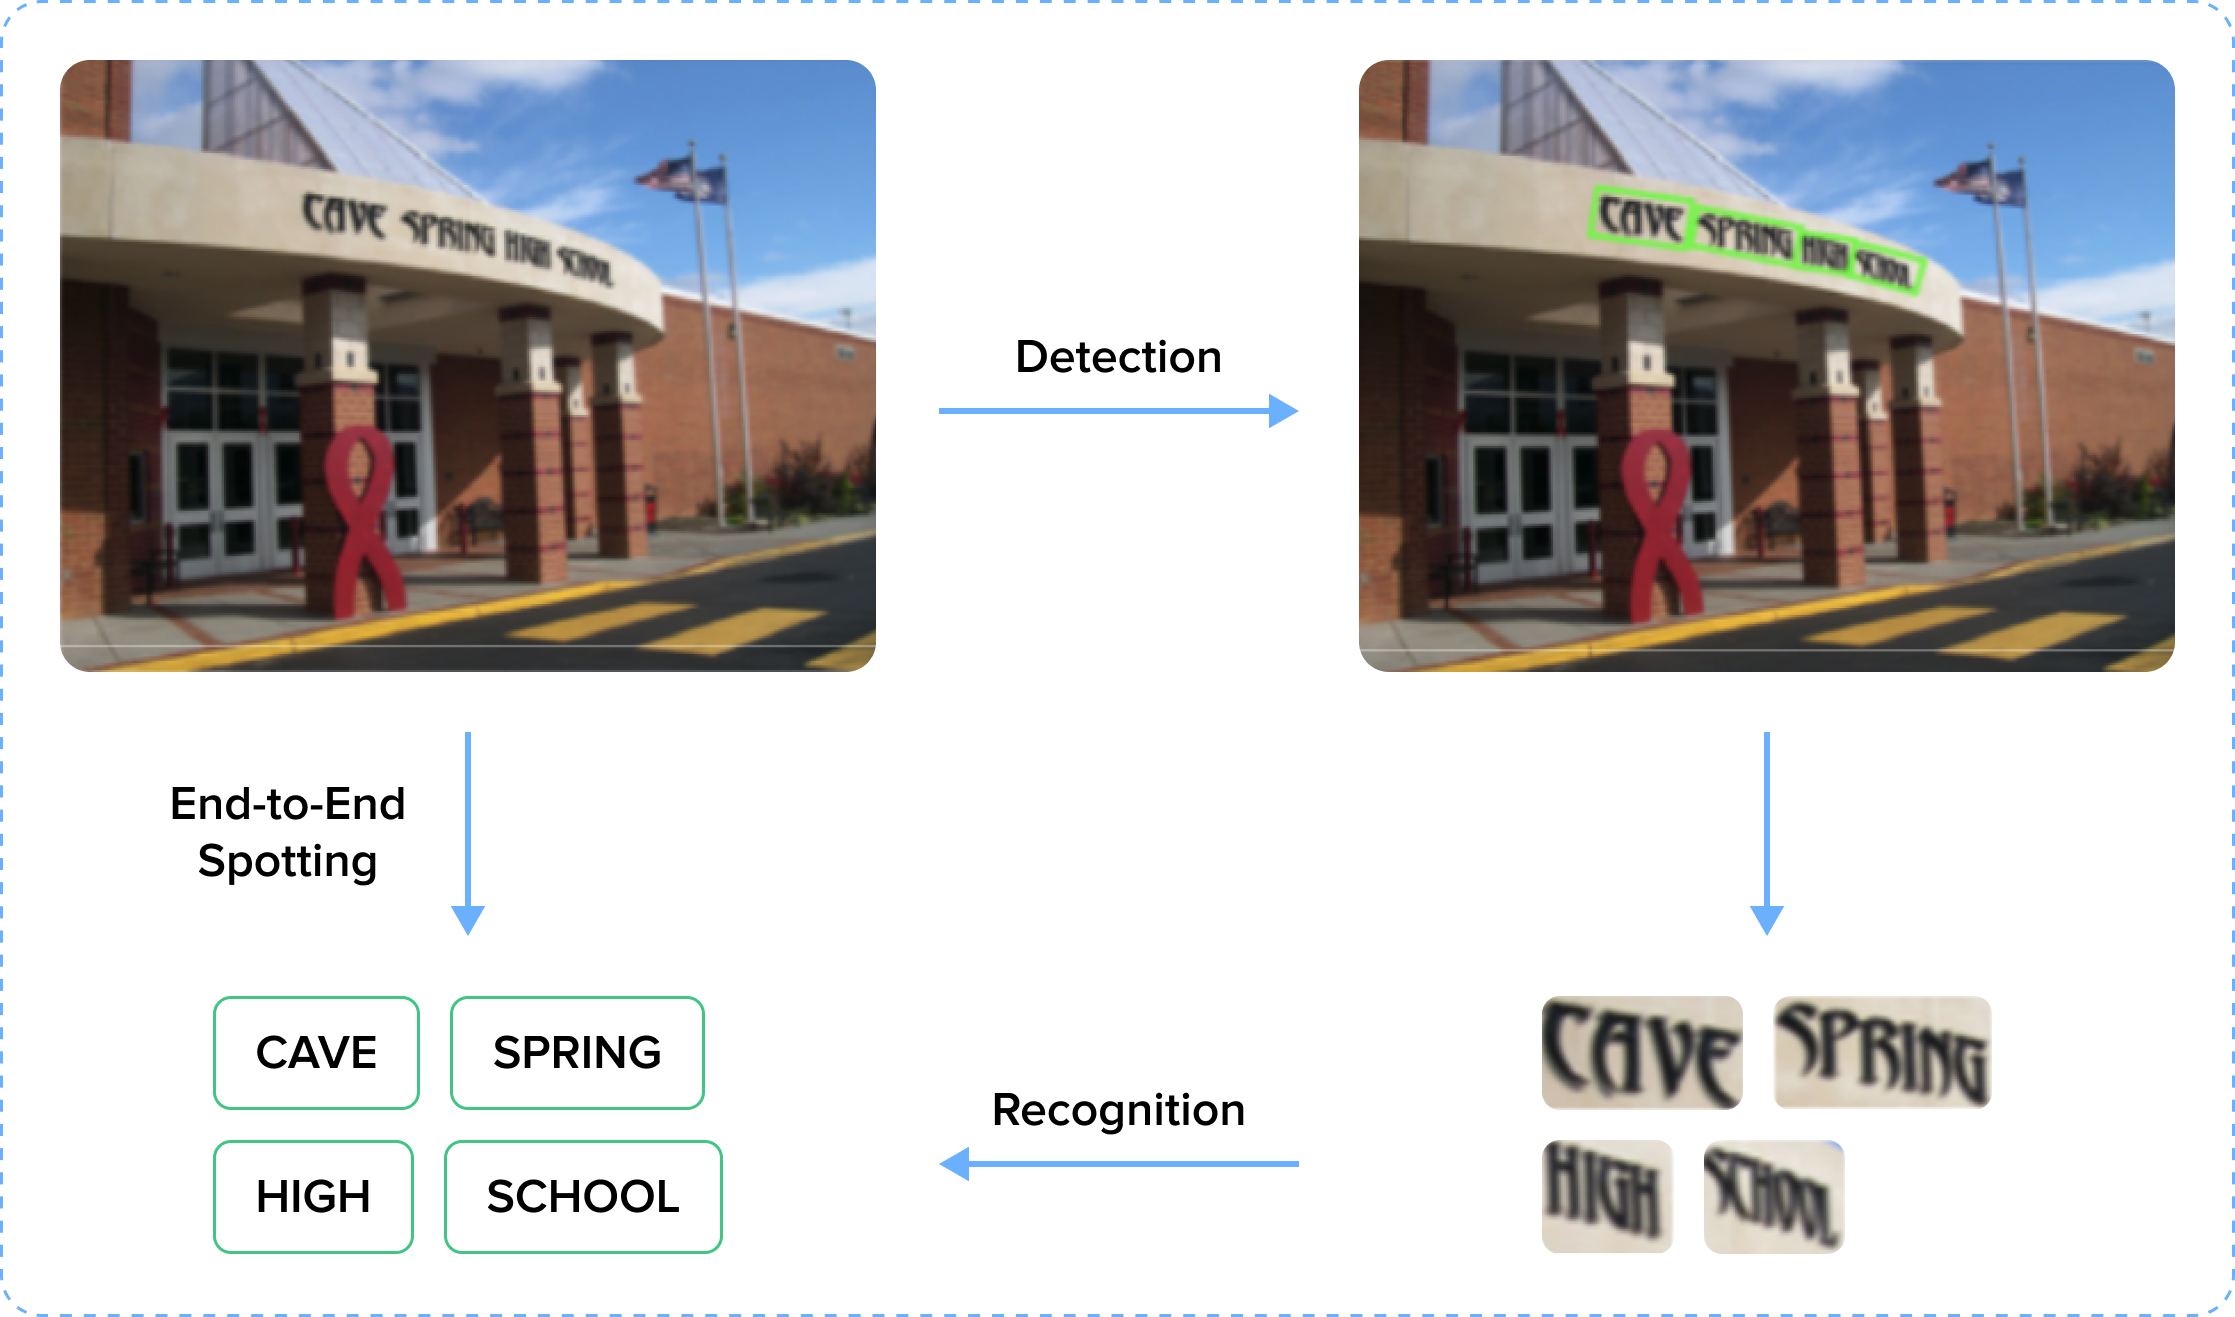 CAVE SPRING HIGH SCHOOL
CAVE SPRING HIGH SCHOOL
Detection
End-to-End
Spotting
CAVE SPRING
HIGH SCHOOL
Recognition
CAVE SPRING
HIGH SCHOOL